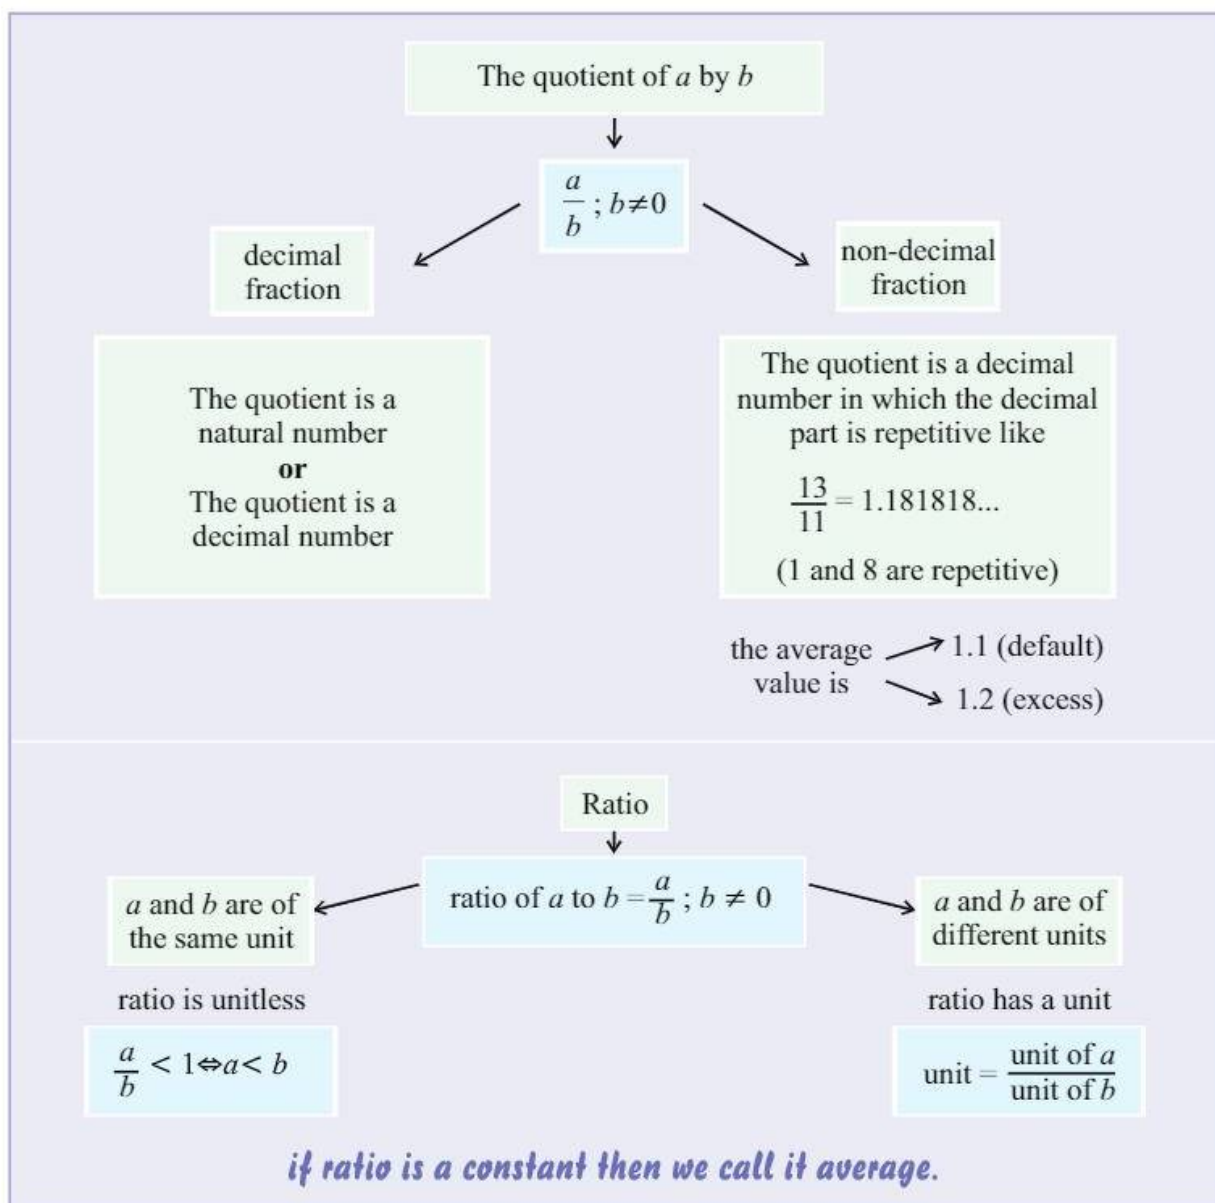 The quotient of a by b
a/b ; b≠0
decimal
fraction
non-decimal
fraction
The quotient is a
natural number
or
The quotient is a
decimal number
The quotient is a decimal
number in which the decimal
part is repetitive like
13/11 = 1.181818...
(1 and 8 are repetitive)
the average
value is
1.1 (default)
1.2 (excess)
Ratio
ratio of a to b = a/b ; b ≠ 0
a and b are of
the same unit
ratio is unitless
a/b < 1⇔a< b
a and b are of
different units
ratio has a unit
unit = unit of a/unit of b
if ratio is a constant then we call it average.